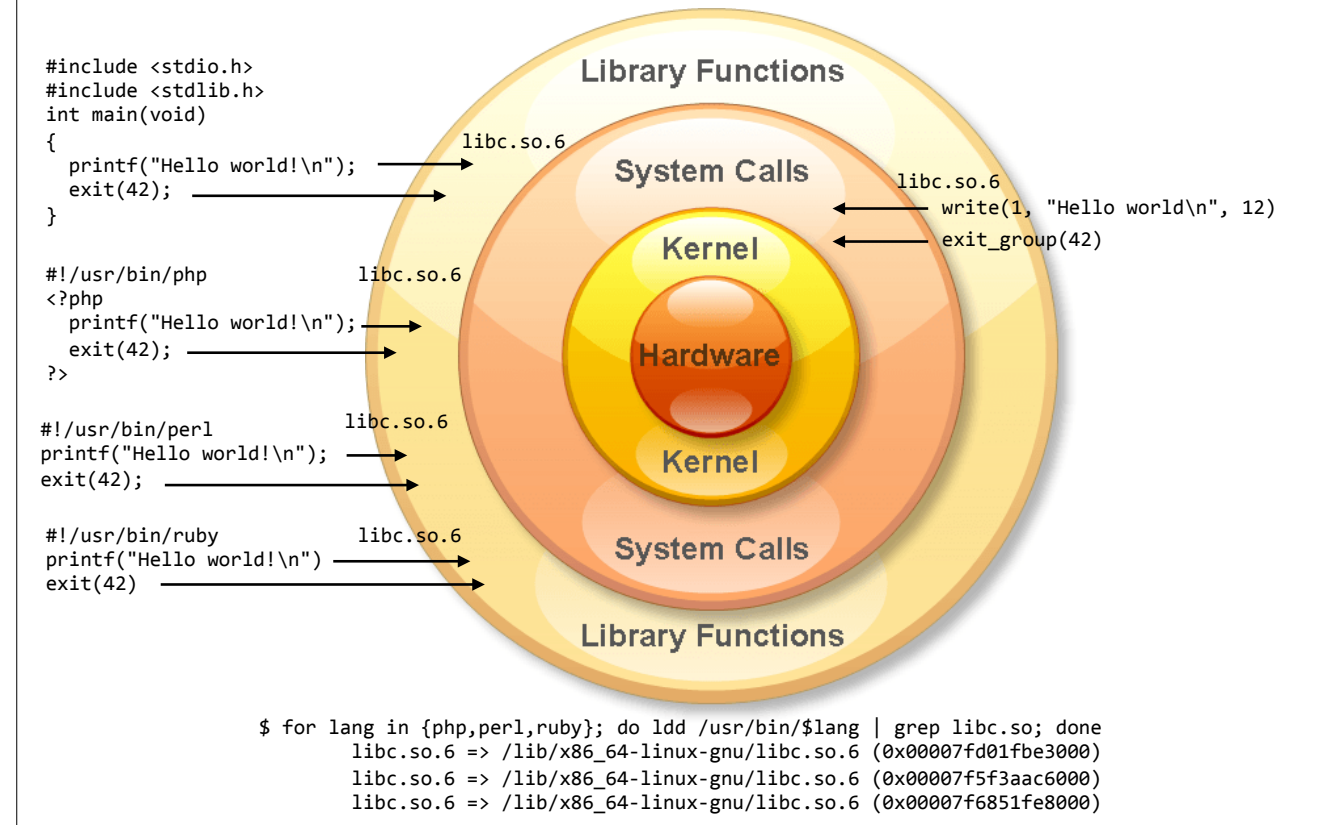 #include <stdio.h>
#include <stdlib.h>
int main(void)
{
  printf("Hello world!\n");
  exit(42);
}
libc.so.6
#!/usr/bin/php
<?php
  printf("Hello world!\n");
  exit(42);
?>
libc.so.6
#!/usr/bin/perl
printf("Hello world!\n");
exit(42);
libc.so.6
#!/usr/bin/ruby
printf("Hello world!\n")
exit(42)
libc.so.6
Library Functions
System Calls
Kernel
Hardware
Kernel
System Calls
Library Functions
libc.so.6
write(1, "Hello world\n", 12)
exit_group(42)
$ for lang in {php,perl,ruby}; do ldd /usr/bin/$lang | grep libc.so; done
libc.so.6 => /lib/x86_64-linux-gnu/libc.so.6 (0x00007fd01fbe3000)
libc.so.6 => /lib/x86_64-linux-gnu/libc.so.6 (0x00007f5f3aac6000)
libc.so.6 => /lib/x86_64-linux-gnu/libc.so.6 (0x00007f6851fe8000)